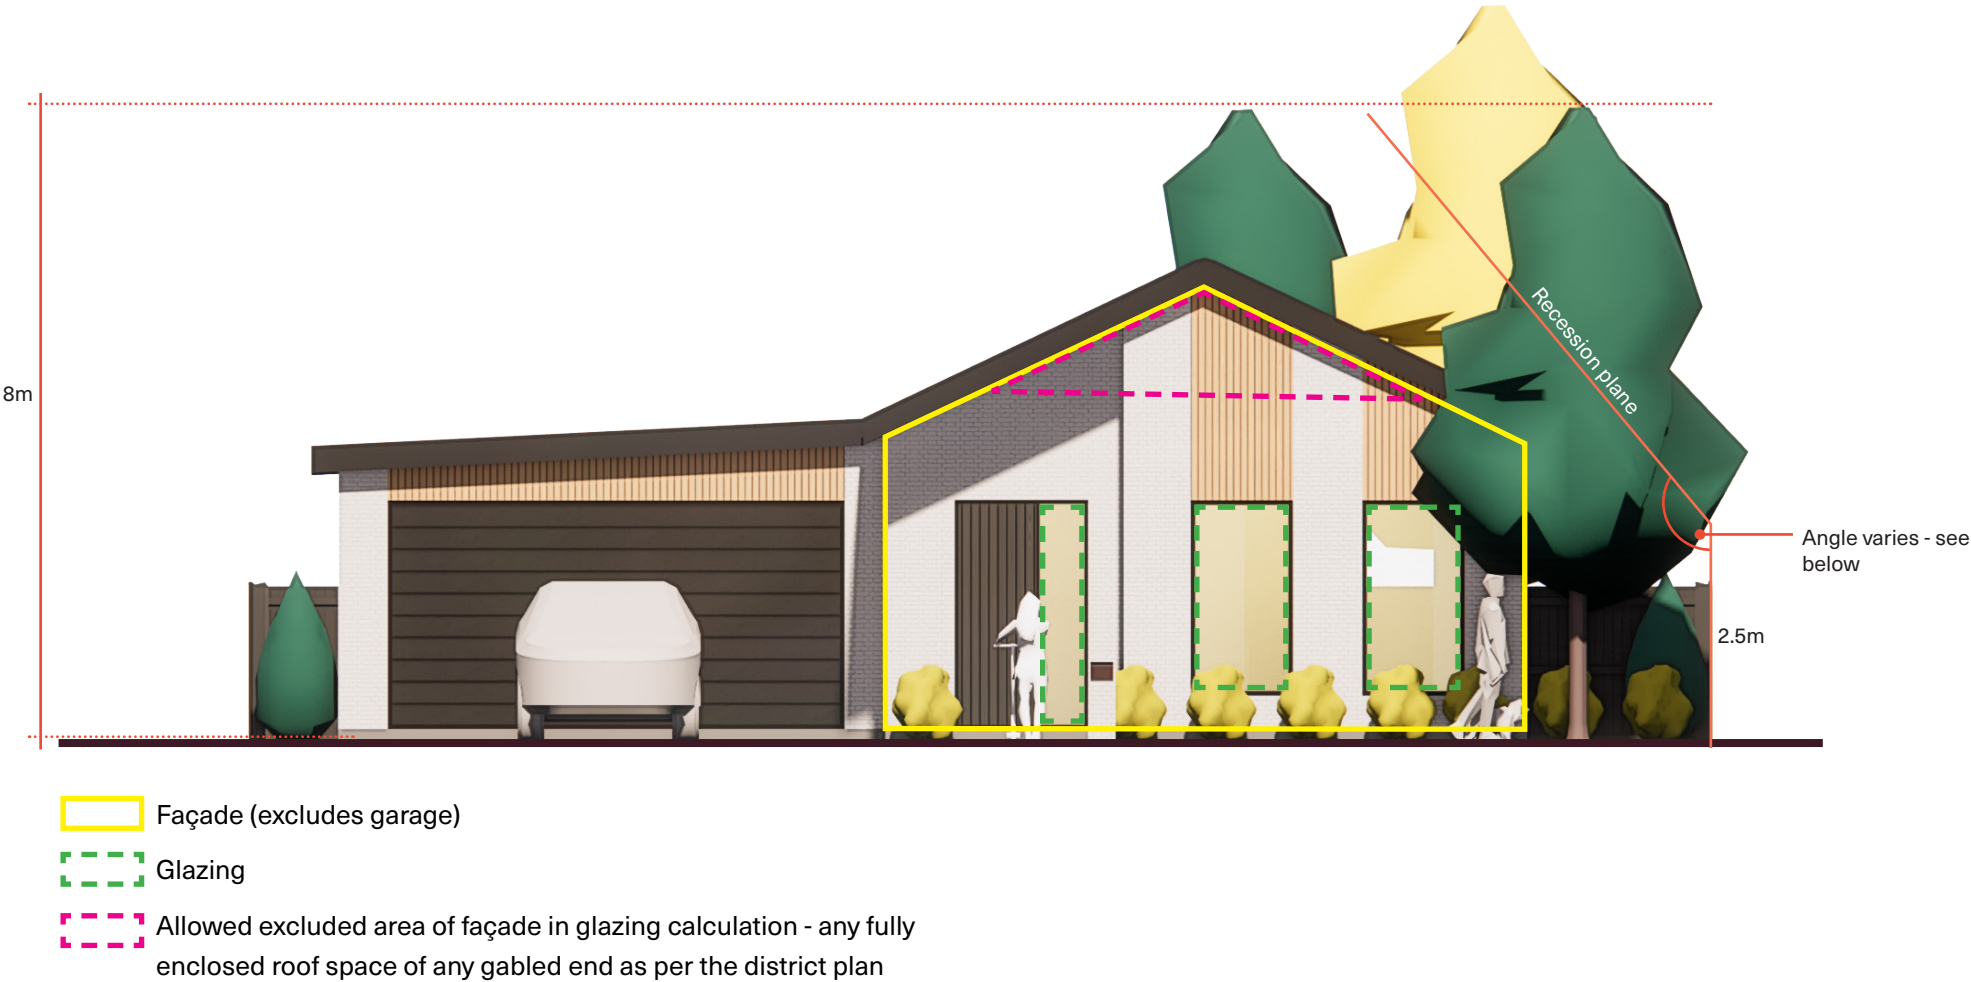 8m
Recession plane
Angle varies - see
below
2.5m
Façade (excludes garage)
Glazing
Allowed excluded area of façade in glazing calculation - any fully
enclosed roof space of any gabled end as per the district plan